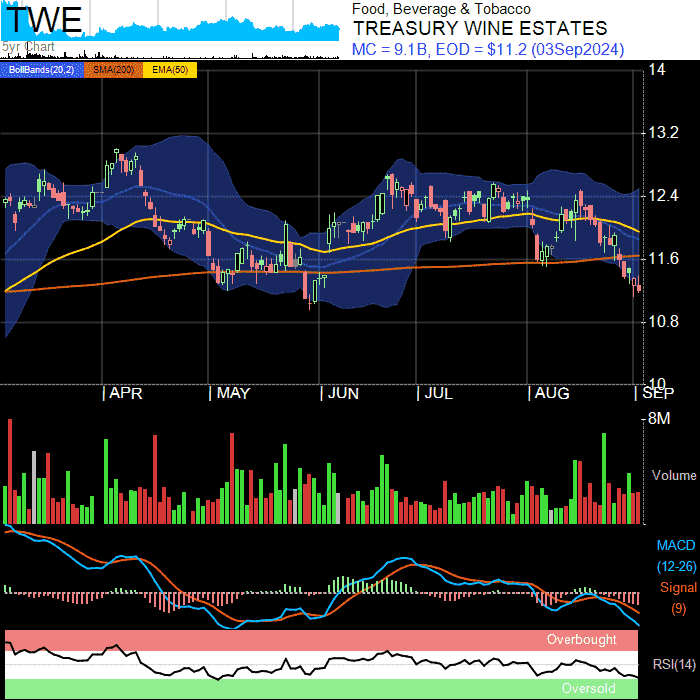 TWE
5yr Chart
Food, Beverage & Tobacco
TREASURY WINE ESTATES
MC = 9.1B, EOD = $11.2 (03Sep2024)
BollBands(20,2) SMA(200) EMA(50)
14
13.2
12.4
11.6
10.8
10
APR MAY JUN JUL AUG SEP
8M
Volume
MACD
(12-26)
Signal
(9)
Overbought
RSI(14)
Oversold